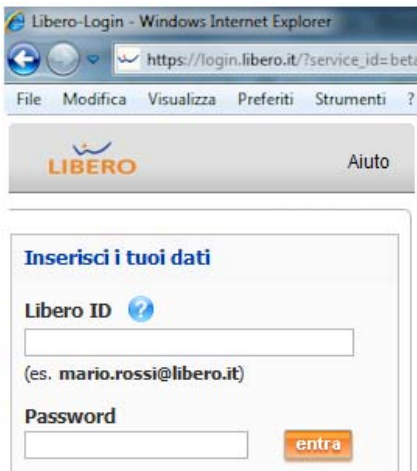 Libero-Login - Windows Internet Explorer
https://login.libero.it/?service_id=beta
File Modifica Visualizza Preferiti Strumenti ?
LIBERO
Aiuto
Inserisci i tuoi dati
Libero ID ?
(es. mario.rossi@libero.it)
Password
entra